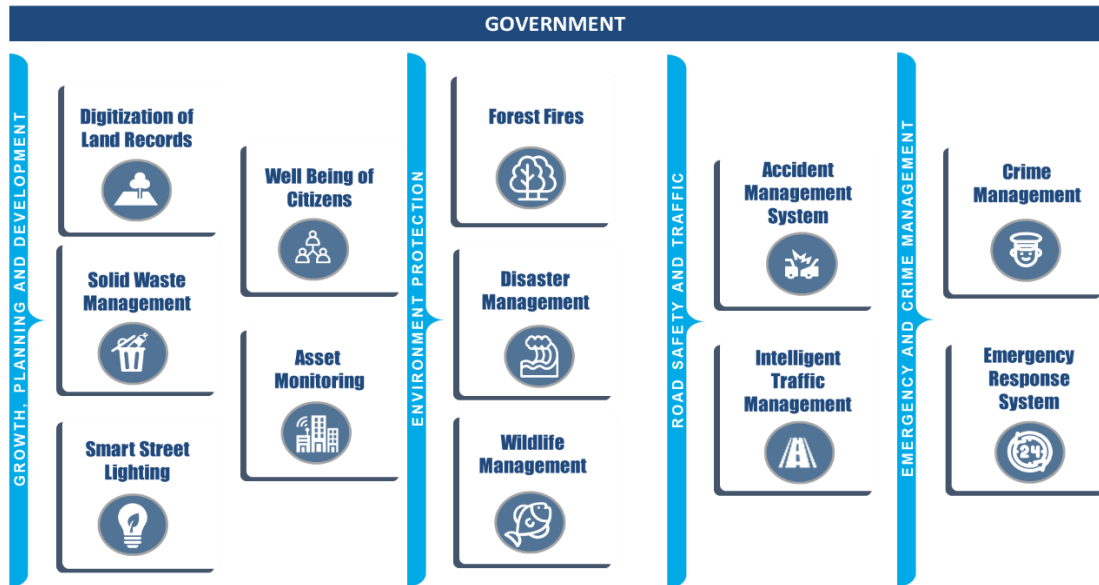 GOVERNMENT
GROWTH, PLANNING AND DEVELOPMENT
Digitization of
Land Records
Solid Waste
Management
Smart Street
Lighting
Well Being of
Citizens
Asset
Monitoring
ENVIRONMENT PROTECTION
Forest Fires
Disaster
Management
Wildlife
Management
ROAD SAFETY AND TRAFFIC
Accident
Management
System
Intelligent
Traffic
Management
EMERGENCY AND CRIME MANAGEMENT
Crime
Management
Emergency
Response
System
24